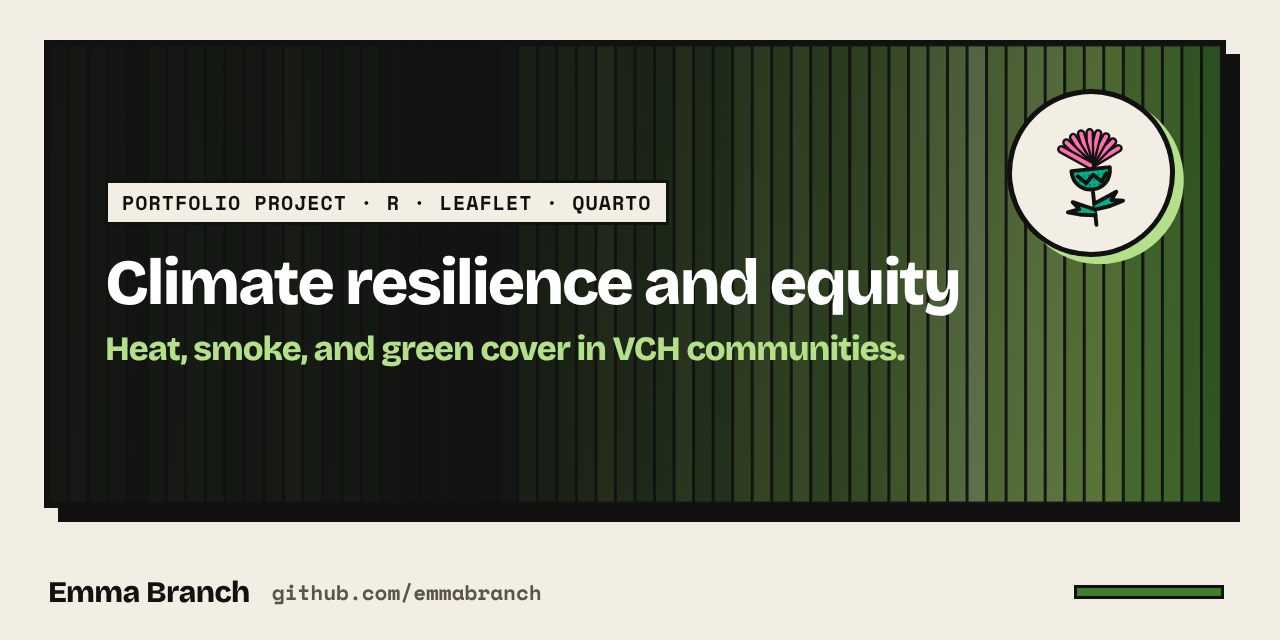 PORTFOLIO PROJECT · R · LEAFLET · QUARTO
Climate resilience and equity
Heat, smoke, and green cover in VCH communities.
Emma Branch github.com/emmabranch